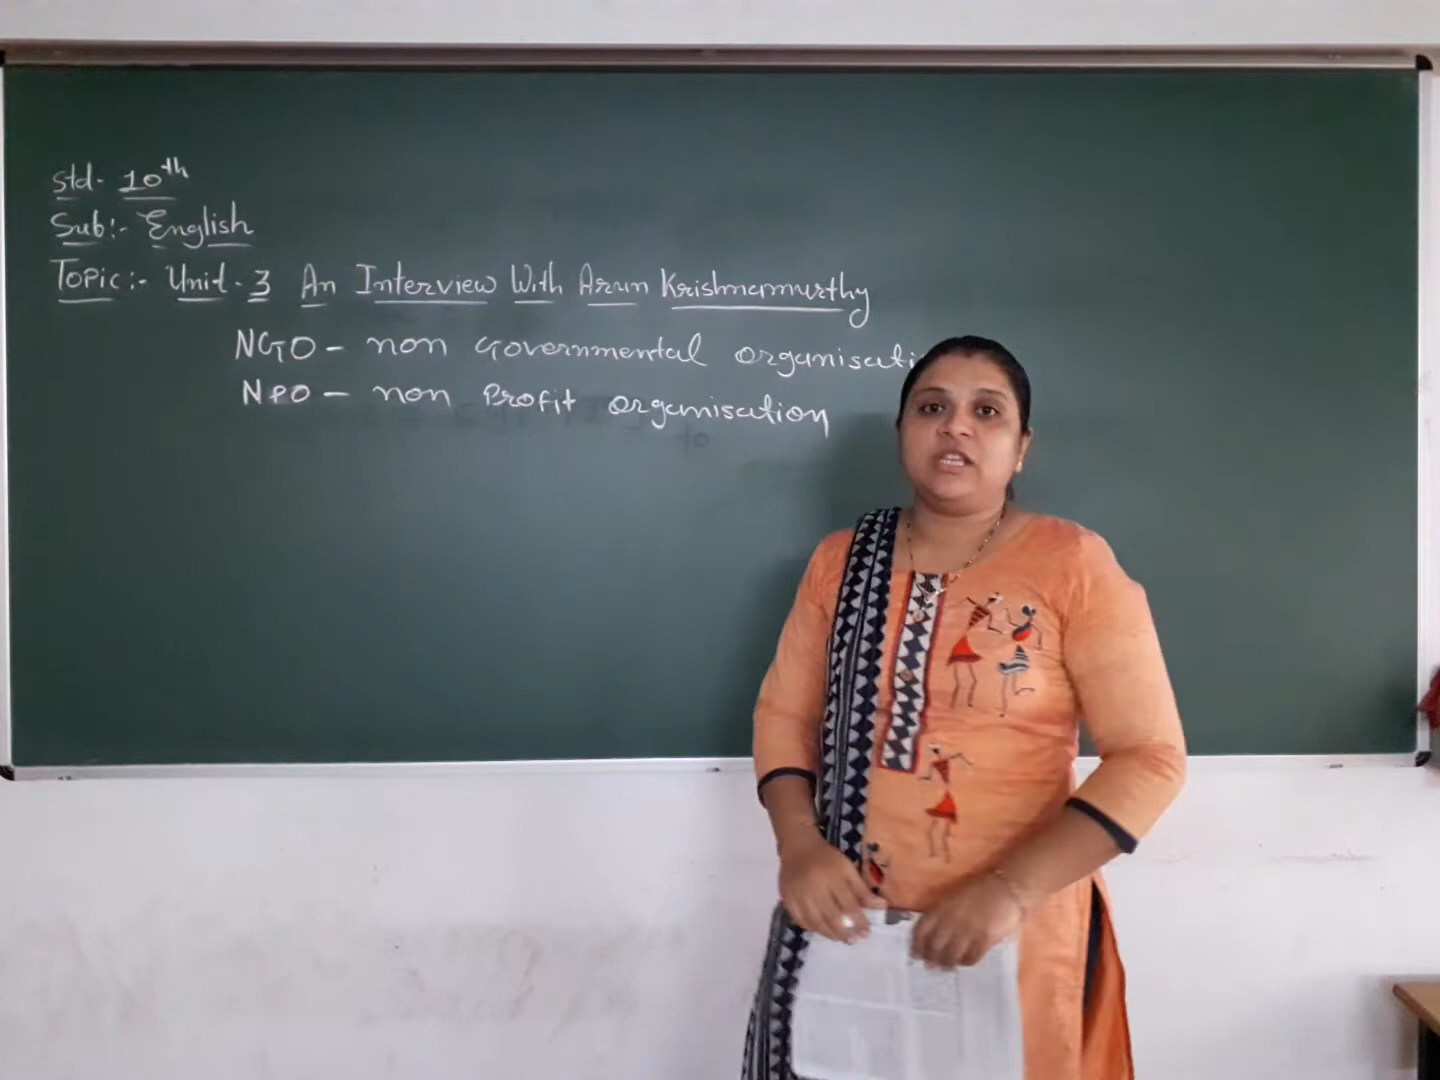 Std- 10th
Sub:- English
Topic:- Unit-3 An Interview With Arun Krishnamurthy
NGO - non Governmental organisati
NPO - non Profit organisation